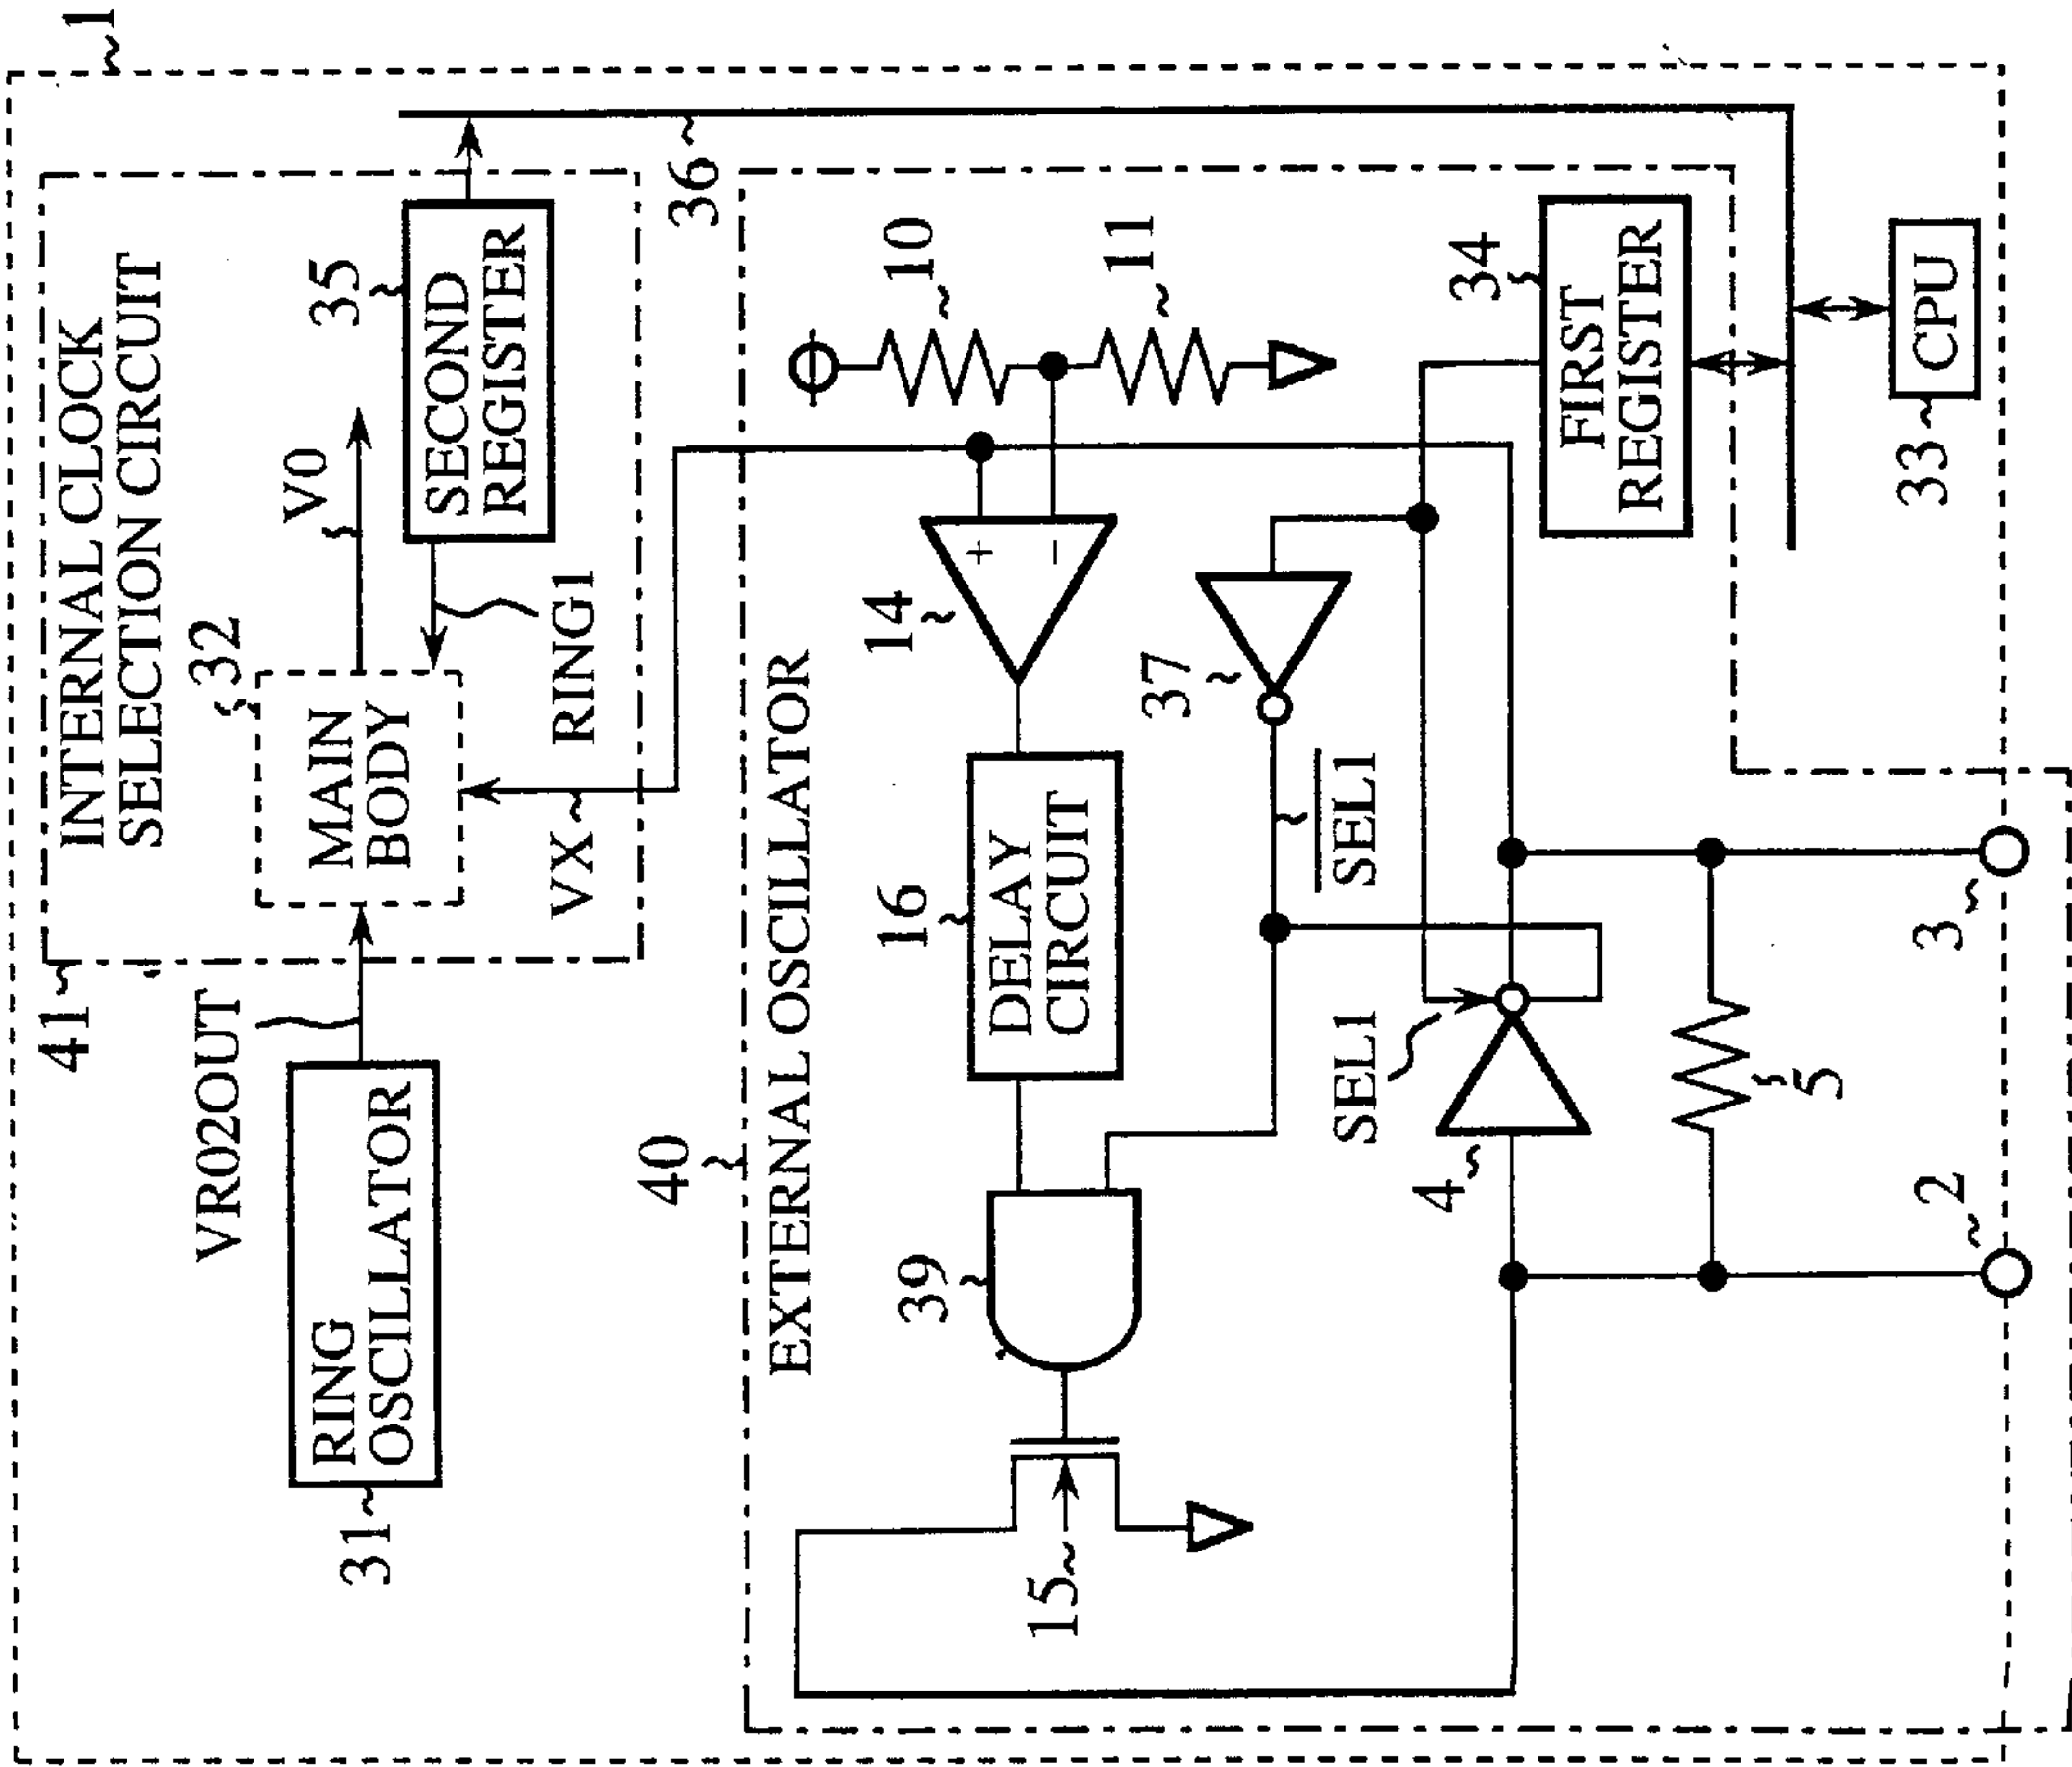 1
INTERNAL CLOCK
SELECTION CIRCUIT
41
32
35
V0
MAIN
BODY
SECOND
REGISTER
RING1
VX
36
VR02OUT
RING
OSCILLATOR
31
40
EXTERNAL OSCILLATOR
10
11
14
+
−
16
DELAY
CIRCUIT
39
15
37
SEL1
SEL1
34
FIRST
REGISTER
4
5
2
3
33
CPU